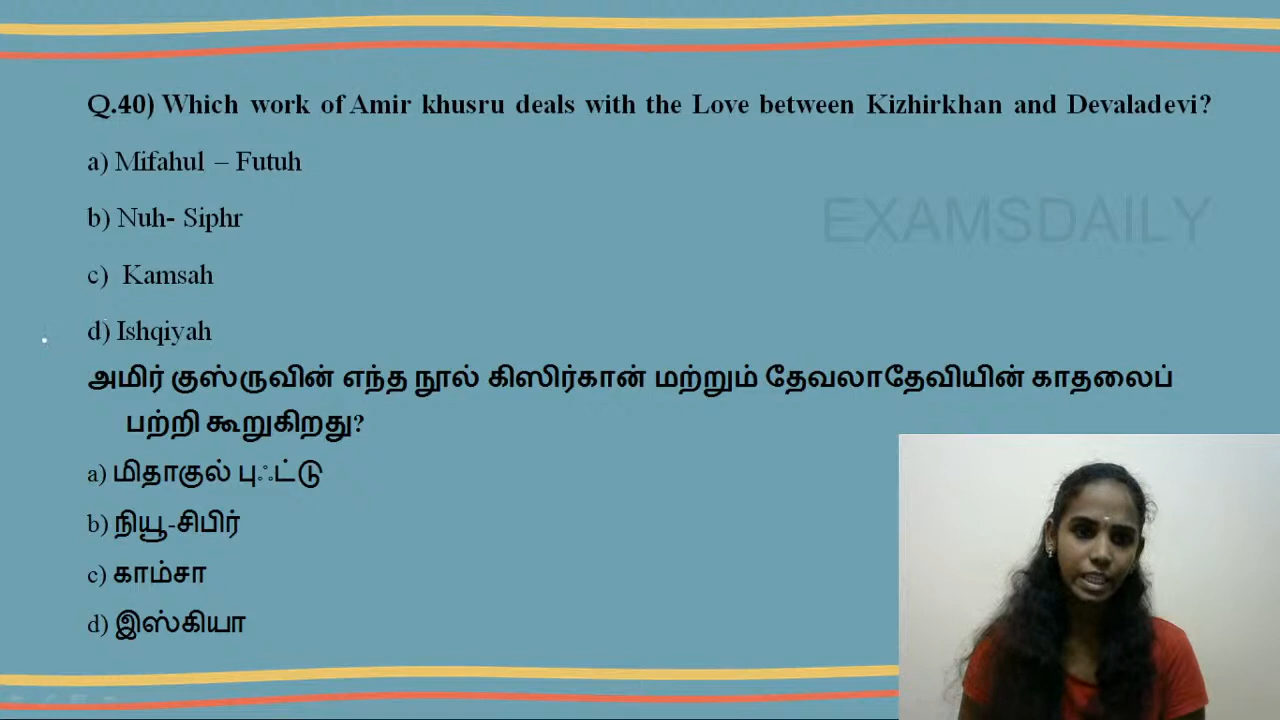 Q.40) Which work of Amir khusru deals with the Love between Kizhirkhan and Devaladevi?
a) Mifahul – Futuh
EXAMSDAILY
b) Nuh- Siphr
c) Kamsah
d) Ishqiyah
அமிர் குஸ்ருவின் எந்த நூல் கிஸிர்கான் மற்றும் தேவலாதேவியின் காதலைப்
பற்றி கூறுகிறது?
a) மிதாகுல் புஃட்டு
b) நியூ-சிபிர்
c) காம்சா
d) இஸ்கியா